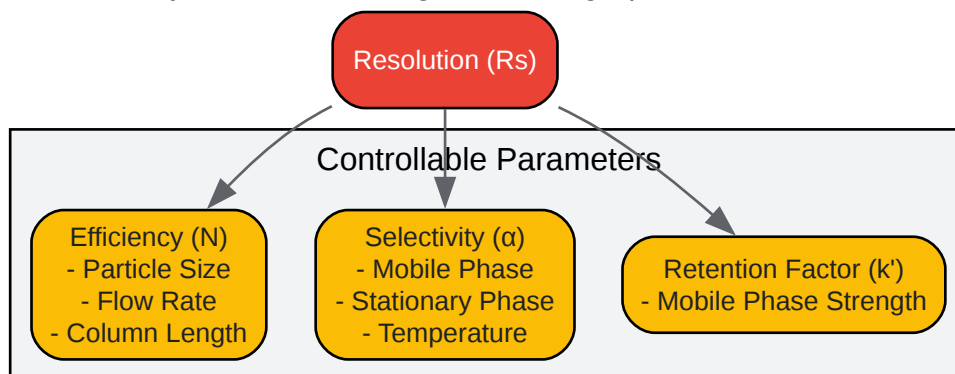 Resolution (Rs)
Controllable Parameters
Efficiency (N)
- Particle Size
- Flow Rate
- Column Length
Selectivity (α)
- Mobile Phase
- Stationary Phase
- Temperature
Retention Factor (k')
- Mobile Phase Strength